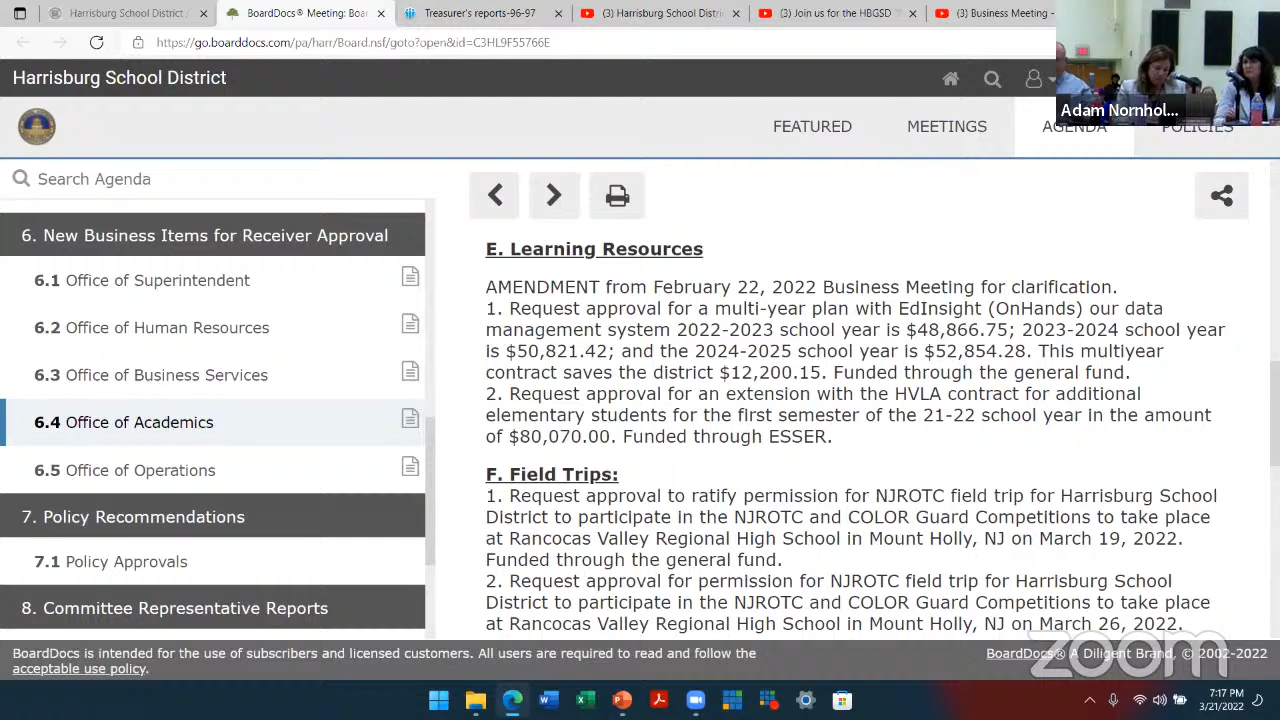 Harrisburg School District
BoardDocs® Meeting: Boa
Treasurer's reports-96-97
(3) Harrisburg School Distri
(3) Join us for the HBGSD
(3) Business Meeting -
https://go.boarddocs.com/pa/harr/Board.nsf/goto?open&id=C3HL9F55766E
Harrisburg School District
Adam Nornhol...
FEATURED
MEETINGS
AGENDA
POLICIES
Search Agenda
6. New Business Items for Receiver Approval
6.1 Office of Superintendent
6.2 Office of Human Resources
6.3 Office of Business Services
6.4 Office of Academics
6.5 Office of Operations
7. Policy Recommendations
7.1 Policy Approvals
8. Committee Representative Reports
E. Learning Resources
AMENDMENT from February 22, 2022 Business Meeting for clarification.
1. Request approval for a multi-year plan with EdInsight (OnHands) our data
management system 2022-2023 school year is $48,866.75; 2023-2024 school year
is $50,821.42; and the 2024-2025 school year is $52,854.28. This multiyear
contract saves the district $12,200.15. Funded through the general fund.
2. Request approval for an extension with the HVLA contract for additional
elementary students for the first semester of the 21-22 school year in the amount
of $80,070.00. Funded through ESSER.
F. Field Trips:
1. Request approval to ratify permission for NJROTC field trip for Harrisburg School
District to participate in the NJROTC and COLOR Guard Competitions to take place
at Rancocas Valley Regional High School in Mount Holly, NJ on March 19, 2022.
Funded through the general fund.
2. Request approval for permission for NJROTC field trip for Harrisburg School
District to participate in the NJROTC and COLOR Guard Competitions to take place
at Rancocas Valley Regional High School in Mount Holly, NJ on March 26, 2022.
BoardDocs is intended for the use of subscribers and licensed customers. All users are required to read and follow the
acceptable use policy.
BoardDocs® A Diligent Brand, © 2002-2022
zoom
7:17 PM
3/21/2022